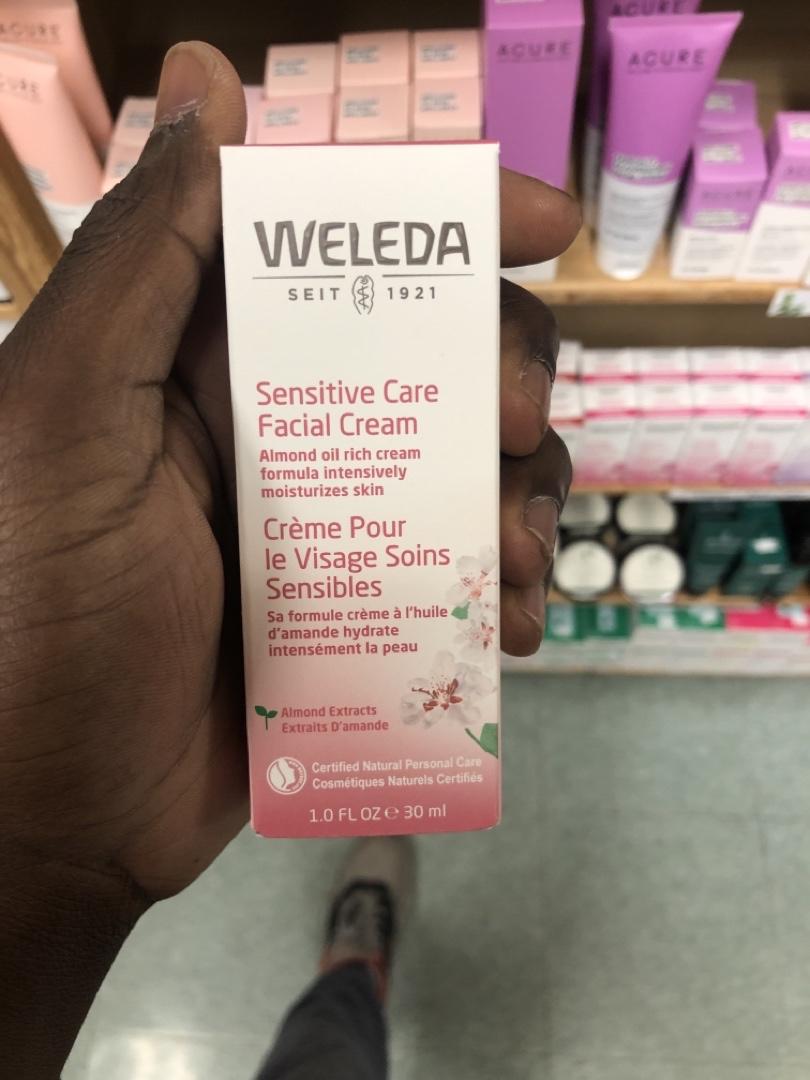 ACURE
ACURE
WELEDA
SEIT 1921
Sensitive Care
Facial Cream
Almond oil rich cream
formula intensively
moisturizes skin
Crème Pour
le Visage Soins
Sensibles
Sa formule crème à l'huile
d'amande hydrate
intensément la peau
Almond Extracts
Extraits D'amande
Certified Natural Personal Care
Cosmétiques Naturels Certifiés
1.0 FL OZ ℮ 30 ml